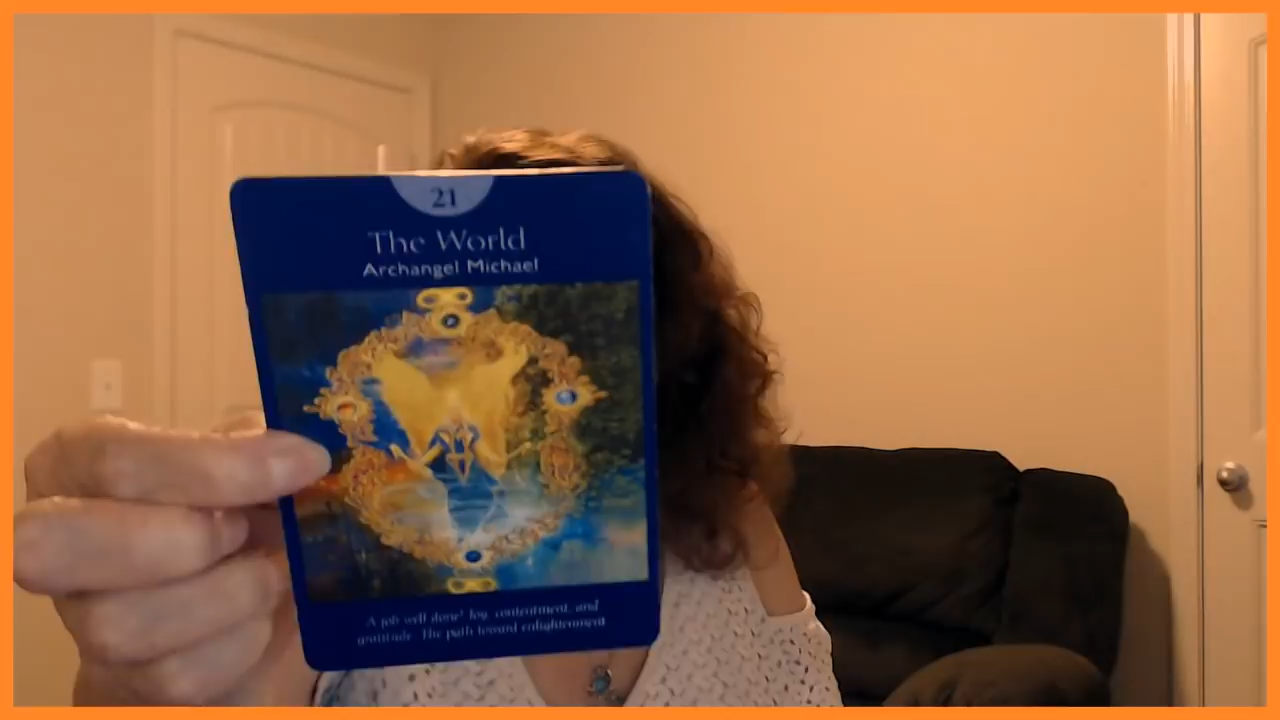 21
The World
Archangel Michael
A job well done! Joy, contentment, and
gratitude. The path toward enlightenment